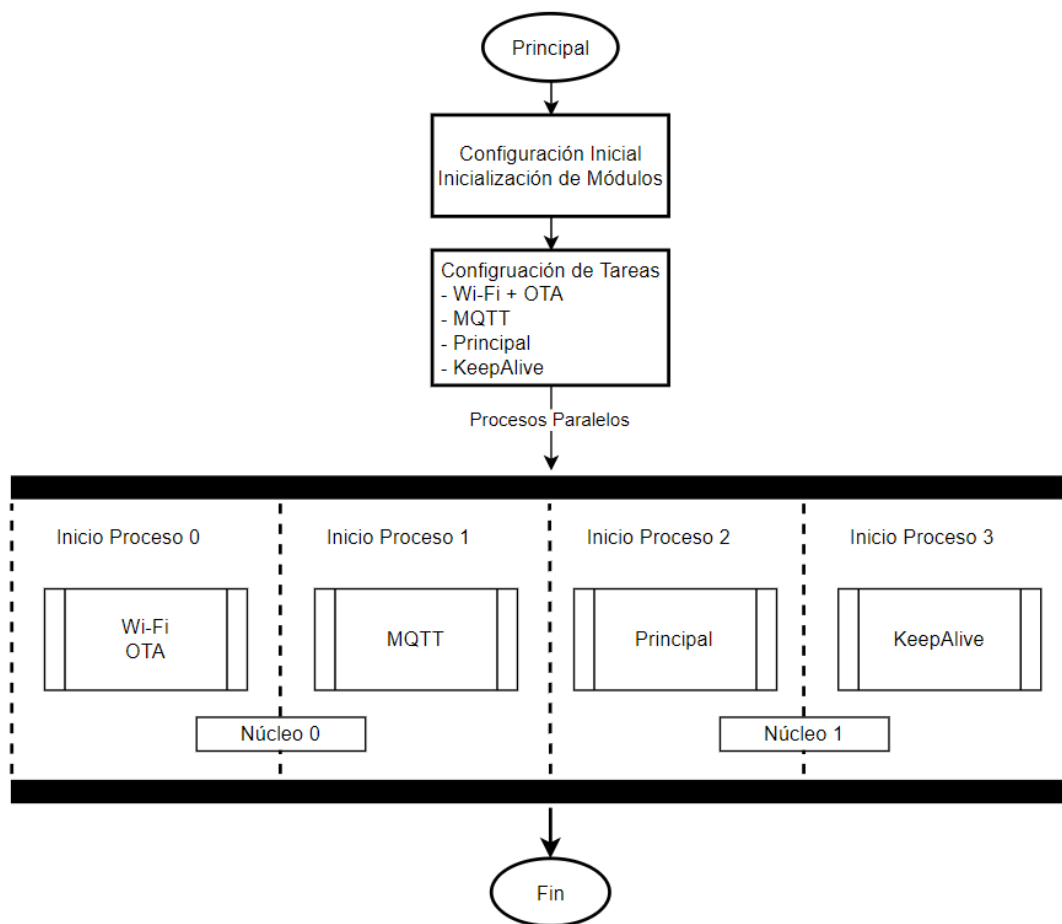 Principal
Configuración Inicial
Inicialización de Módulos
Configruación de Tareas
- Wi-Fi + OTA
- MQTT
- Principal
- KeepAlive
Procesos Paralelos
Inicio Proceso 0
Inicio Proceso 1
Inicio Proceso 2
Inicio Proceso 3
Wi-Fi
OTA
MQTT
Principal
KeepAlive
Núcleo 0
Núcleo 1
Fin